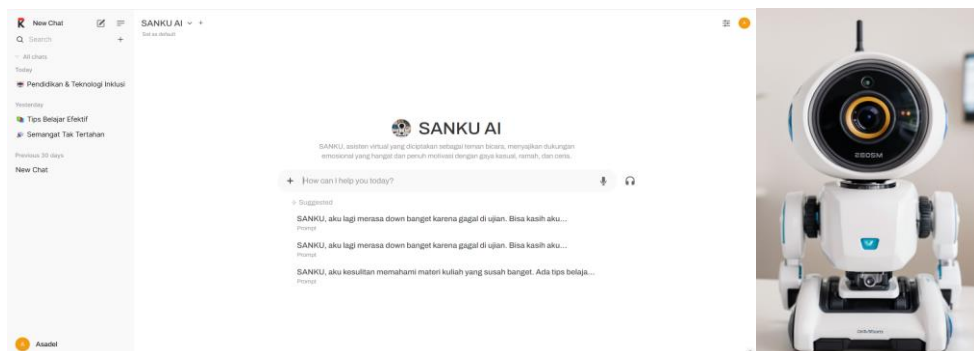 New Chat
Search
All chats
Today
Pendidikan & Teknologi Inklusi
Yesterday
Tips Belajar Efektif
Semangat Tak Tertahan
Previous 30 days
New Chat
Asadel
SANKU AI
Set as default
SANKU AI
SANKU, asisten virtual yang diciptakan sebagai teman bicara, menyajikan dukungan
emosional yang hangat dan penuh motivasi dengan gaya kasual, ramah, dan ceria.
How can I help you today?
Suggested
SANKU, aku lagi merasa down banget karena gagal di ujian. Bisa kasih aku...
Prompt
SANKU, aku lagi merasa down banget karena gagal di ujian. Bisa kasih aku...
Prompt
SANKU, aku kesulitan memahami materi kuliah yang susah banget. Ada tips belaja...
Prompt